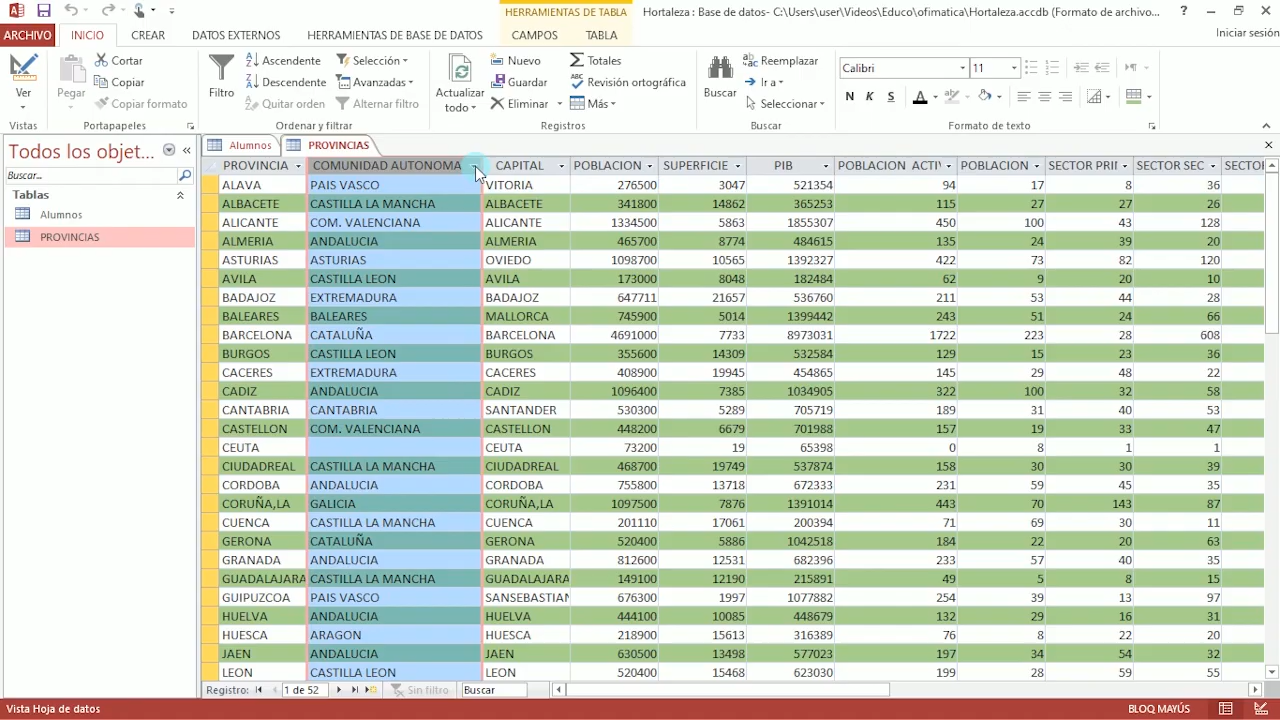 HERRAMIENTAS DE TABLA
Hortaleza : Base de datos- C:\Users\user\Videos\Educo\ofimatica\Hortaleza.accdb (Formato de archivo...
ARCHIVO INICIO CREAR DATOS EXTERNOS HERRAMIENTAS DE BASE DE DATOS CAMPOS TABLA Iniciar sesión
Ver
Vistas
Pegar
Cortar
Copiar
Copiar formato
Portapapeles
Filtro
Ascendente
Descendente
Quitar orden
Selección
Avanzadas
Alternar filtro
Ordenar y filtrar
Actualizar
todo
Nuevo
Guardar
Eliminar
Totales
Revisión ortográfica
Más
Registros
Buscar
Reemplazar
Ir a
Seleccionar
Buscar
Calibri 11
N K S A
Formato de texto
Todos los objet...
Buscar...
Tablas
Alumnos
PROVINCIAS
Alumnos PROVINCIAS
PROVINCIA COMUNIDAD AUTONOMA CAPITAL POBLACION SUPERFICIE PIB POBLACION ACTIV POBLACION SECTOR PRIM SECTOR SEC SECTOR
ALAVA PAIS VASCO VITORIA 276500 3047 521354 94 17 8 36
ALBACETE CASTILLA LA MANCHA ALBACETE 341800 14862 365253 115 27 27 26
ALICANTE COM. VALENCIANA ALICANTE 1334500 5863 1855307 450 100 43 128
ALMERIA ANDALUCIA ALMERIA 465700 8774 484615 135 24 39 20
ASTURIAS ASTURIAS OVIEDO 1098700 10565 1392327 422 73 82 120
AVILA CASTILLA LEON AVILA 173000 8048 182484 62 9 20 10
BADAJOZ EXTREMADURA BADAJOZ 647711 21657 536760 211 53 44 28
BALEARES BALEARES MALLORCA 745900 5014 1399442 243 51 24 66
BARCELONA CATALUÑA BARCELONA 4691000 7733 8973031 1722 223 28 608
BURGOS CASTILLA LEON BURGOS 355600 14309 532584 129 15 23 36
CACERES EXTREMADURA CACERES 408900 19945 454865 145 29 48 22
CADIZ ANDALUCIA CADIZ 1096400 7385 1034905 322 100 32 58
CANTABRIA CANTABRIA SANTANDER 530300 5289 705719 189 31 40 53
CASTELLON COM. VALENCIANA CASTELLON 448200 6679 701988 157 19 33 47
CEUTA CEUTA 73200 19 65398 0 8 1 1
CIUDADREAL CASTILLA LA MANCHA CIUDADREAL 468700 19749 537874 158 30 30 39
CORDOBA ANDALUCIA CORDOBA 755800 13718 672333 231 59 45 35
CORUÑA,LA GALICIA CORUÑA,LA 1097500 7876 1391014 443 70 143 87
CUENCA CASTILLA LA MANCHA CUENCA 201110 17061 200394 71 69 30 11
GERONA CATALUÑA GERONA 520400 5886 1042518 184 22 20 63
GRANADA ANDALUCIA GRANADA 812600 12531 682396 233 57 40 35
GUADALAJARA CASTILLA LA MANCHA GUADALAJARA 149100 12190 215891 49 5 8 15
GUIPUZCOA PAIS VASCO SANSEBASTIAN 676300 1997 1077882 254 39 13 97
HUELVA ANDALUCIA HUELVA 444100 10085 448679 132 29 16 31
HUESCA ARAGON HUESCA 218900 15613 316389 76 8 22 20
JAEN ANDALUCIA JAEN 630500 13498 577023 197 34 54 32
LEON CASTILLA LEON LEON 520400 15468 623030 199 28 59 55
Registro: 1 de 52 Sin filtro Buscar
Vista Hoja de datos BLOQ MAYÚS